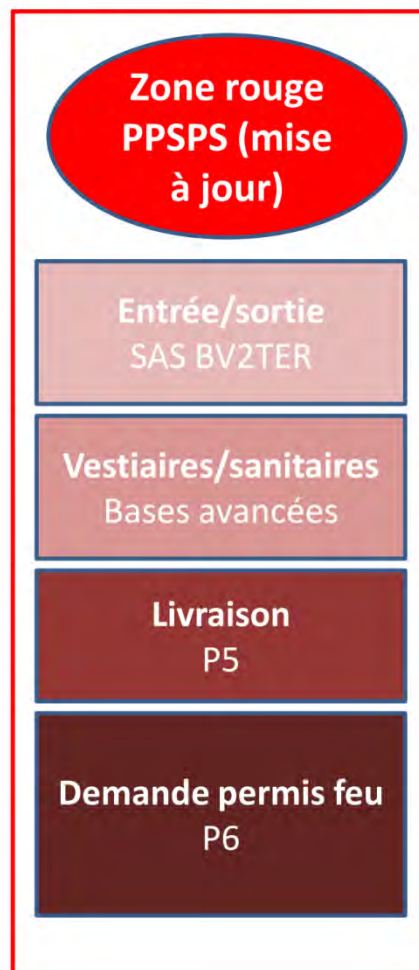 Zone rouge
PPSPS (mise
à jour)
Entrée/sortie
SAS BV2TER
Vestiaires/sanitaires
Bases avancées
Livraison
P5
Demande permis feu
P6